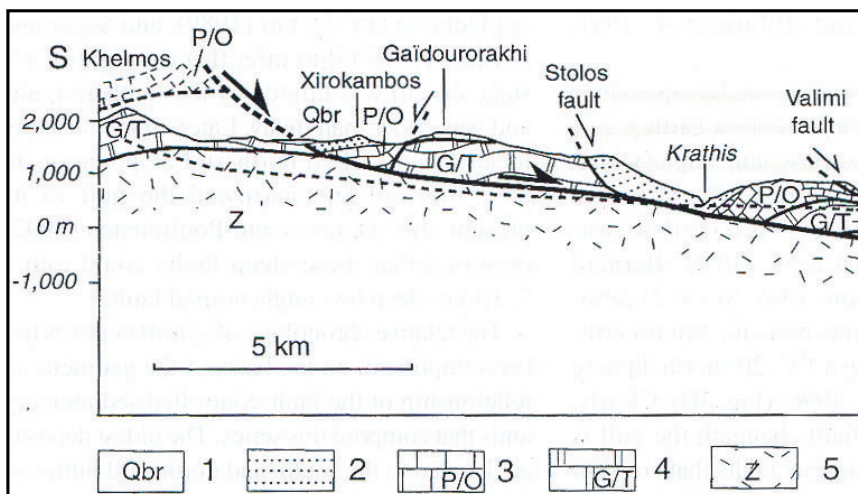 S
Khelmos
P/O
Gaïdourorakhi
Xirokambos
Stolos
fault
Valimi
fault
Qbr
P/O
Krathis
2,000
G/T
1,000
G/T
P/O
0 m
Z
G/T
-1,000
5 km
Qbr 1
2
P/O 3
G/T 4
Z 5